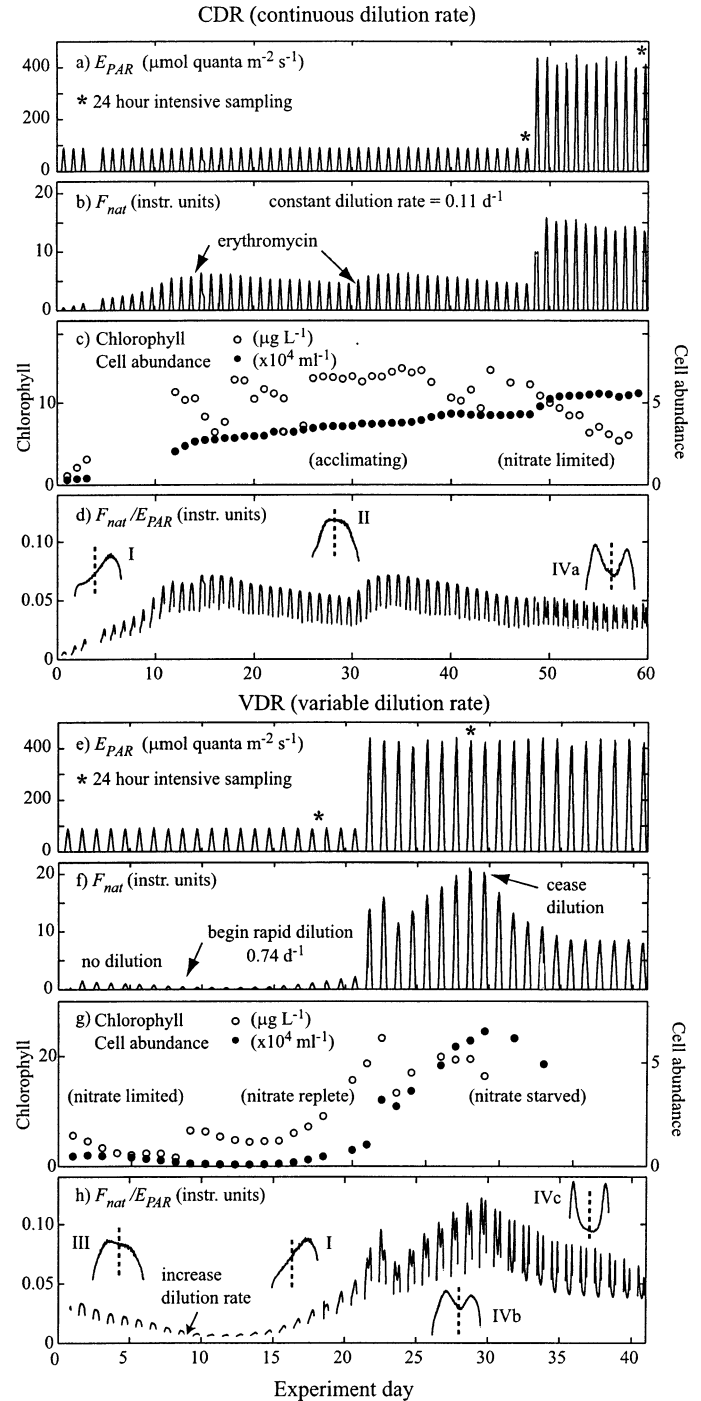 CDR (continuous dilution rate)
a) E_PAR (μmol quanta m⁻² s⁻¹)
* 24 hour intensive sampling
*
*
400
200
0
b) F_nat (instr. units) constant dilution rate = 0.11 d⁻¹
erythromycin
20
10
0
c) Chlorophyll ○ (μg L⁻¹)
Cell abundance ● (x10⁴ ml⁻¹)
(acclimating) (nitrate limited)
Chlorophyll
10
0
Cell abundance
5
0
d) F_nat /E_PAR (instr. units)
I
II
IVa
0.10
0.05
0
0 10 20 30 40 50 60
VDR (variable dilution rate)
e) E_PAR (μmol quanta m⁻² s⁻¹)
* 24 hour intensive sampling
*
*
400
200
0
f) F_nat (instr. units)
cease
dilution
begin rapid dilution
no dilution 0.74 d⁻¹
20
10
0
g) Chlorophyll ○ (μg L⁻¹)
Cell abundance ● (x10⁴ ml⁻¹)
(nitrate limited) (nitrate replete) (nitrate starved)
Chlorophyll
20
0
Cell abundance
5
0
h) F_nat /E_PAR (instr. units)
IVc
III
I
increase
dilution rate
IVb
0.10
0.05
0
0 5 10 15 20 25 30 35 40
Experiment day